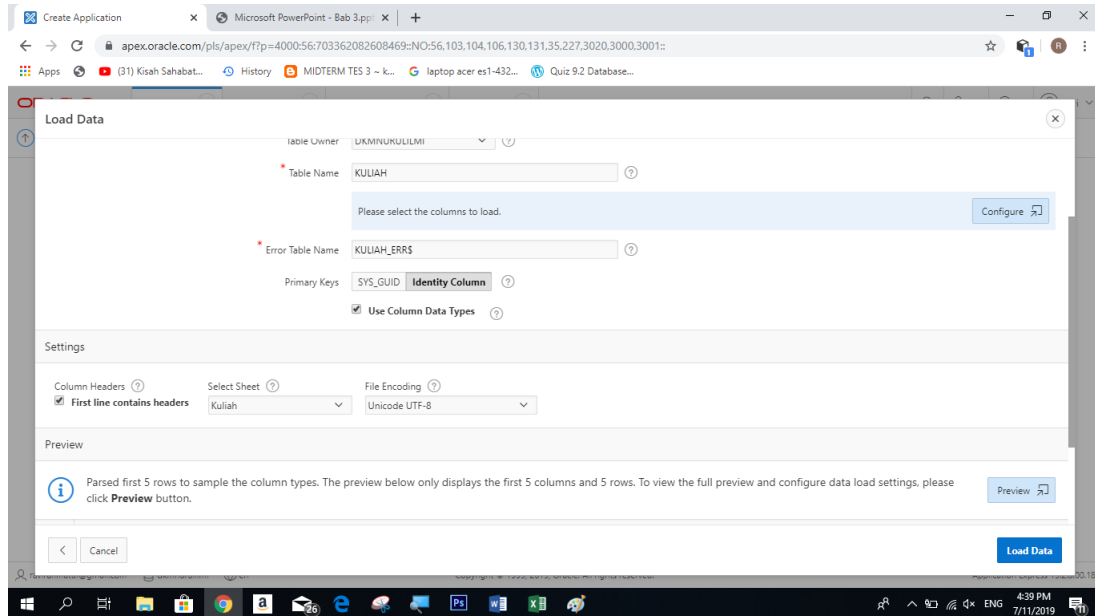 Create Application
Microsoft PowerPoint - Bab 3.pp
apex.oracle.com/pls/apex/f?p=4000:56:703362082608469::NO:56,103,104,106,130,131,35,227,3020,3000,3001::
R
Apps (31) Kisah Sahabat... History MIDTERM TES 3 ~ k... laptop acer es1-432... Quiz 9.2 Database...
Load Data
Table Owner DKMNURULILMI
* Table Name KULIAH
Please select the columns to load. Configure
* Error Table Name KULIAH_ERR$
Primary Keys SYS_GUID Identity Column
Use Column Data Types
Settings
Column Headers Select Sheet File Encoding
First line contains headers Kuliah Unicode UTF-8
Preview
Parsed first 5 rows to sample the column types. The preview below only displays the first 5 columns and 5 rows. To view the full preview and configure data load settings, please
click Preview button.
Preview
Cancel Load Data
26 ENG 4:39 PM
7/11/2019 11